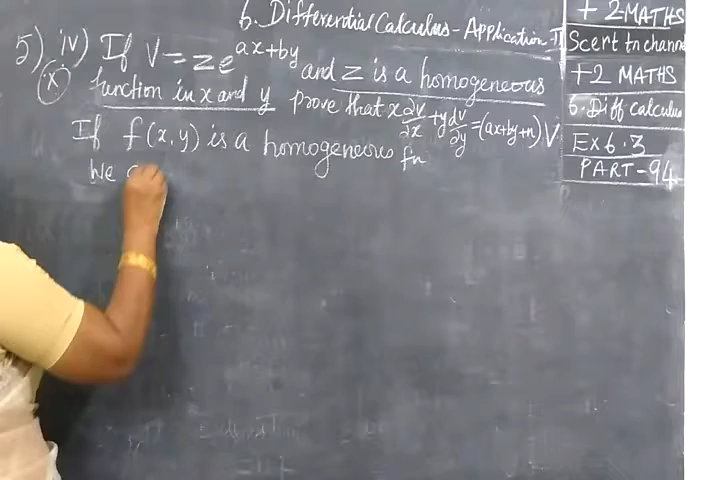 6. Differential Calculus - Application II
5) iv) If V = ze^{ax+by} and z is a homogeneous
(x) function in x and y prove that x ∂v/∂x + y ∂v/∂y = (ax+by+n) V
If f(x, y) is a homogeneous fn
We
+ 2 MATHS
Scert tn channel
+2 MATHS
6. Diff calculus
Ex 6.3
PART - 94